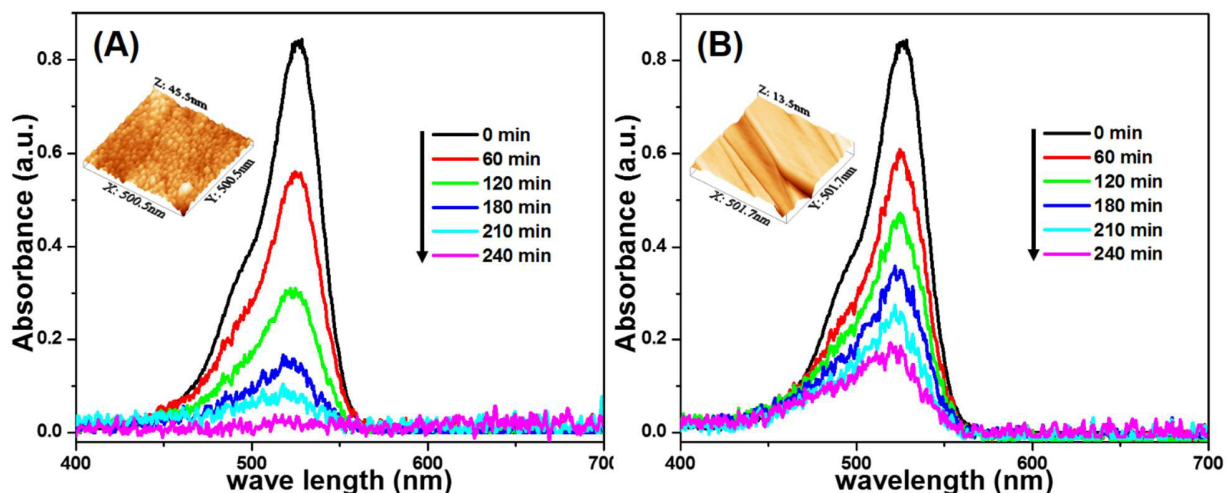 (A)
Absorbance (a.u.)
0.8
0.6
0.4
0.2
0.0
Z: 45.5nm
X: 500.5nm
Y: 500.5nm
0 min
60 min
120 min
180 min
210 min
240 min
400
500
600
700
wave length (nm)
(B)
Absorbance (a.u.)
0.8
0.6
0.4
0.2
0.0
Z: 13.5nm
X: 501.7nm
Y: 501.7nm
0 min
60 min
120 min
180 min
210 min
240 min
400
500
600
700
wavelength (nm)